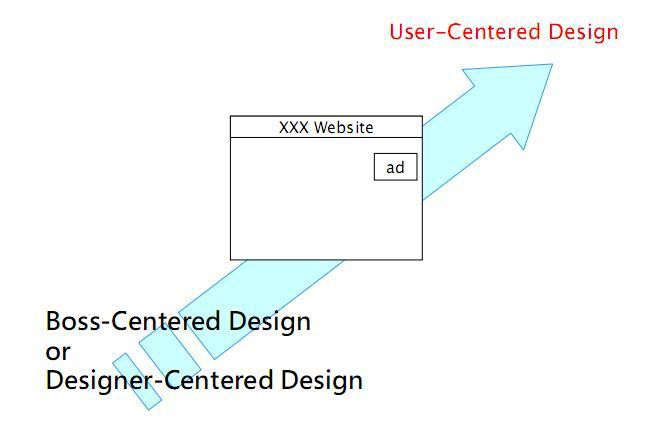 User-Centered Design
XXX Website
ad
Boss-Centered Design
or
Designer-Centered Design